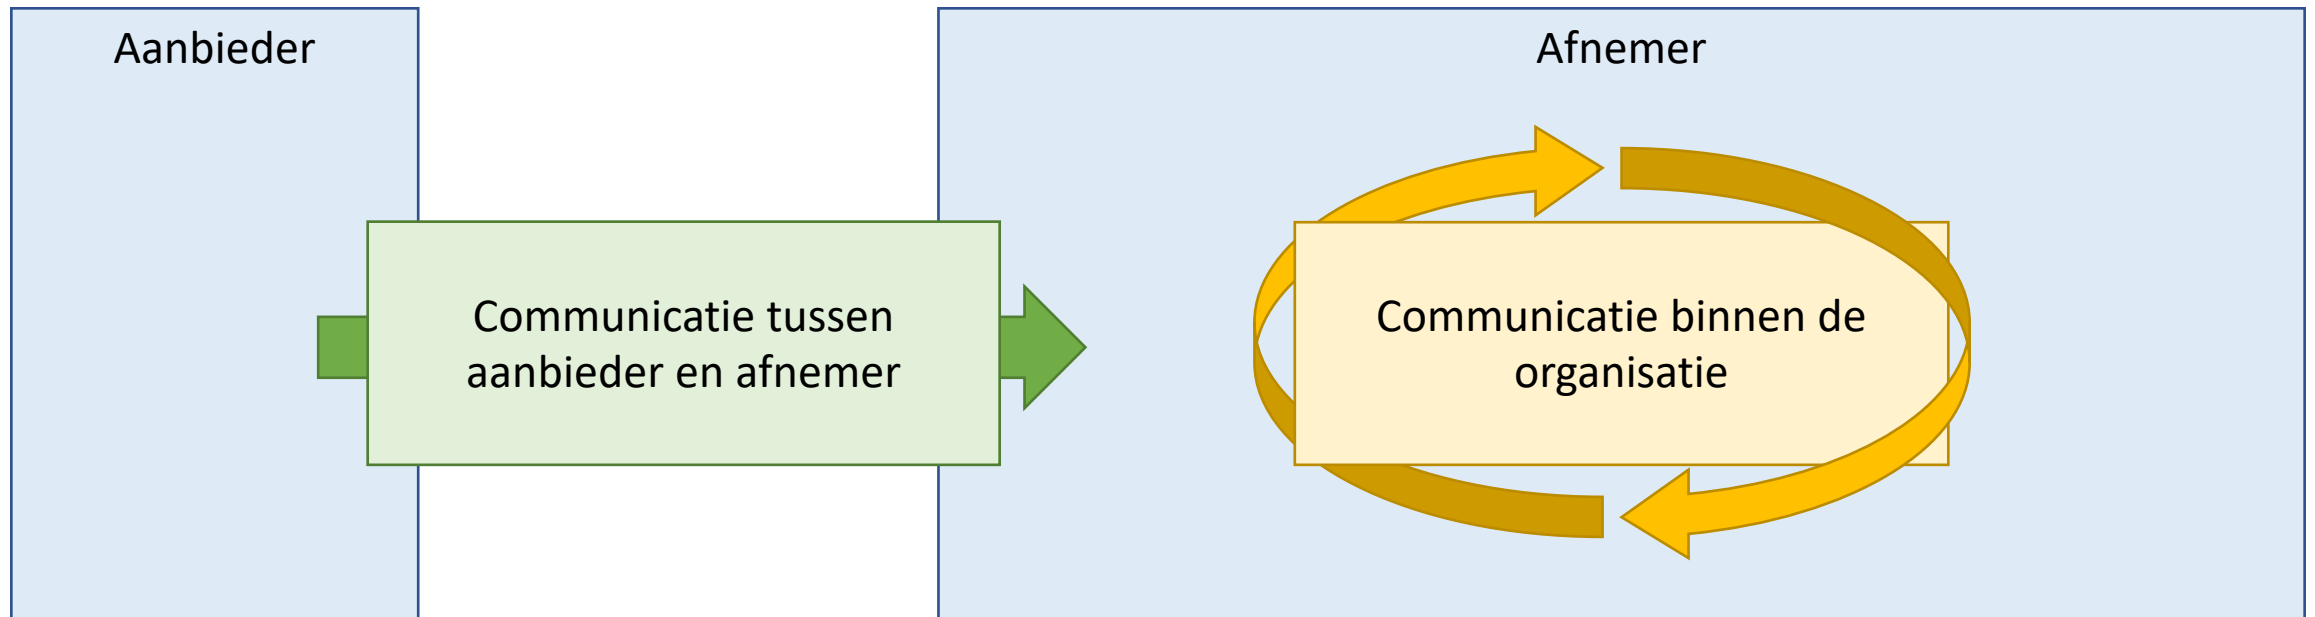 Aanbieder
Afnemer
Communicatie tussen
aanbieder en afnemer
Communicatie binnen de
organisatie